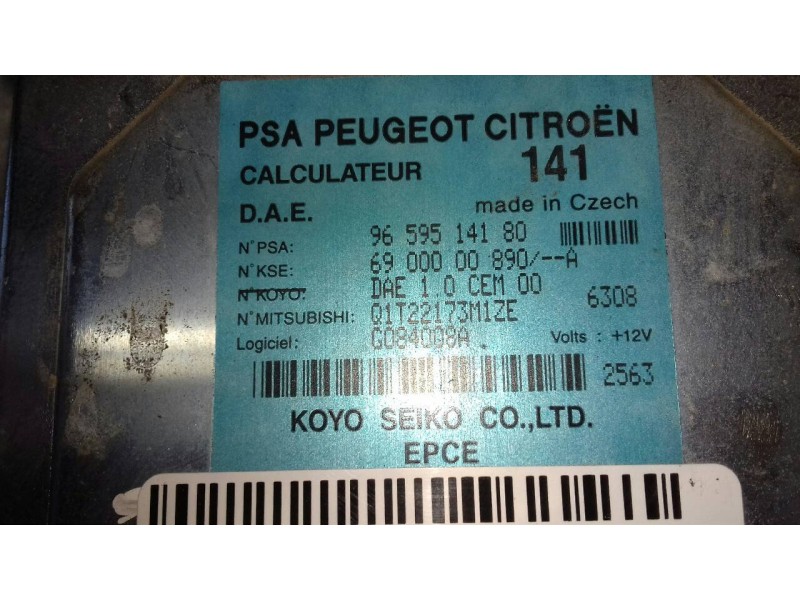 PSA PEUGEOT CITROËN
CALCULATEUR 141
D.A.E. made in Czech
N°PSA: 96 595 141 80
N°KSE: 69 000 00 890/--A
N°KOYO: DAE 1.0 CEM 00 6308
N°MITSUBISHI: Q1T22173M1ZE
Logiciel: G084008A Volts : +12V
2563
KOYO SEIKO CO.,LTD.
EPCE